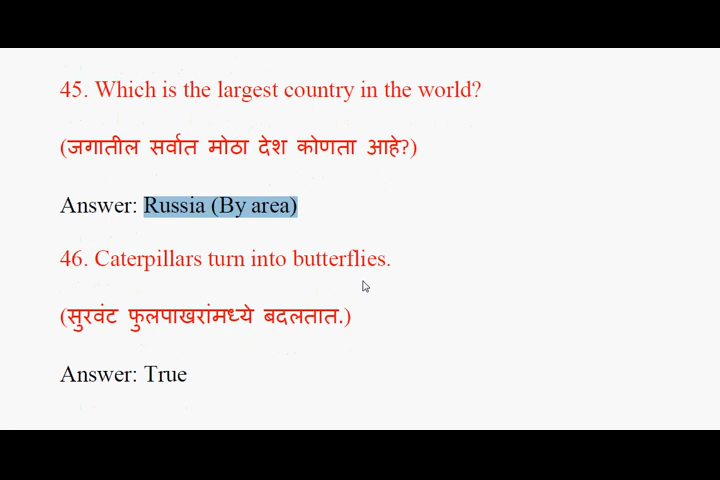 45. Which is the largest country in the world?
(जगातील सर्वात मोठा देश कोणता आहे?)
Answer: Russia (By area)
46. Caterpillars turn into butterflies.
(सुरवंट फुलपाखरांमध्ये बदलतात.)
Answer: True